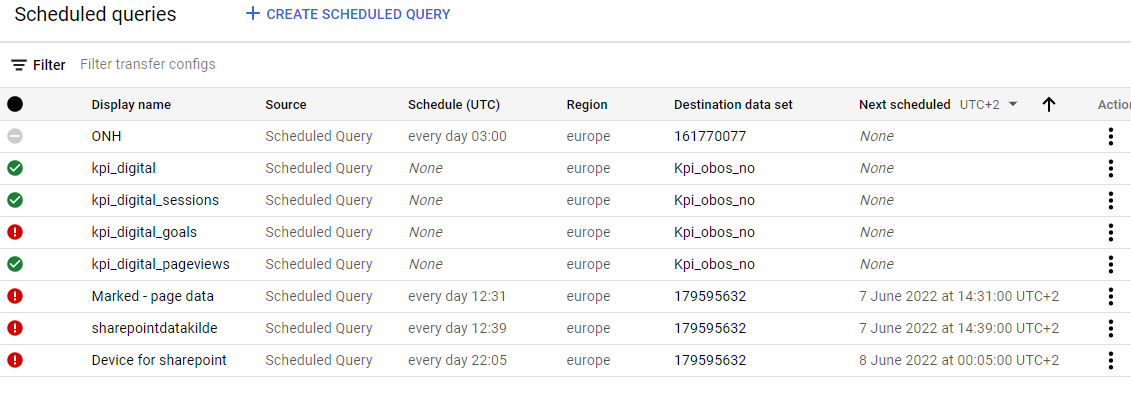 Scheduled queries + CREATE SCHEDULED QUERY
Filter Filter transfer configs
Display name Source Schedule (UTC) Region Destination data set Next scheduled UTC+2 Actio
ONH Scheduled Query every day 03:00 europe 161770077 None
kpi_digital Scheduled Query None europe Kpi_obos_no None
kpi_digital_sessions Scheduled Query None europe Kpi_obos_no None
kpi_digital_goals Scheduled Query None europe Kpi_obos_no None
kpi_digital_pageviews Scheduled Query None europe Kpi_obos_no None
Marked - page data Scheduled Query every day 12:31 europe 179595632 7 June 2022 at 14:31:00 UTC+2
sharepointdatakilde Scheduled Query every day 12:39 europe 179595632 7 June 2022 at 14:39:00 UTC+2
Device for sharepoint Scheduled Query every day 22:05 europe 179595632 8 June 2022 at 00:05:00 UTC+2